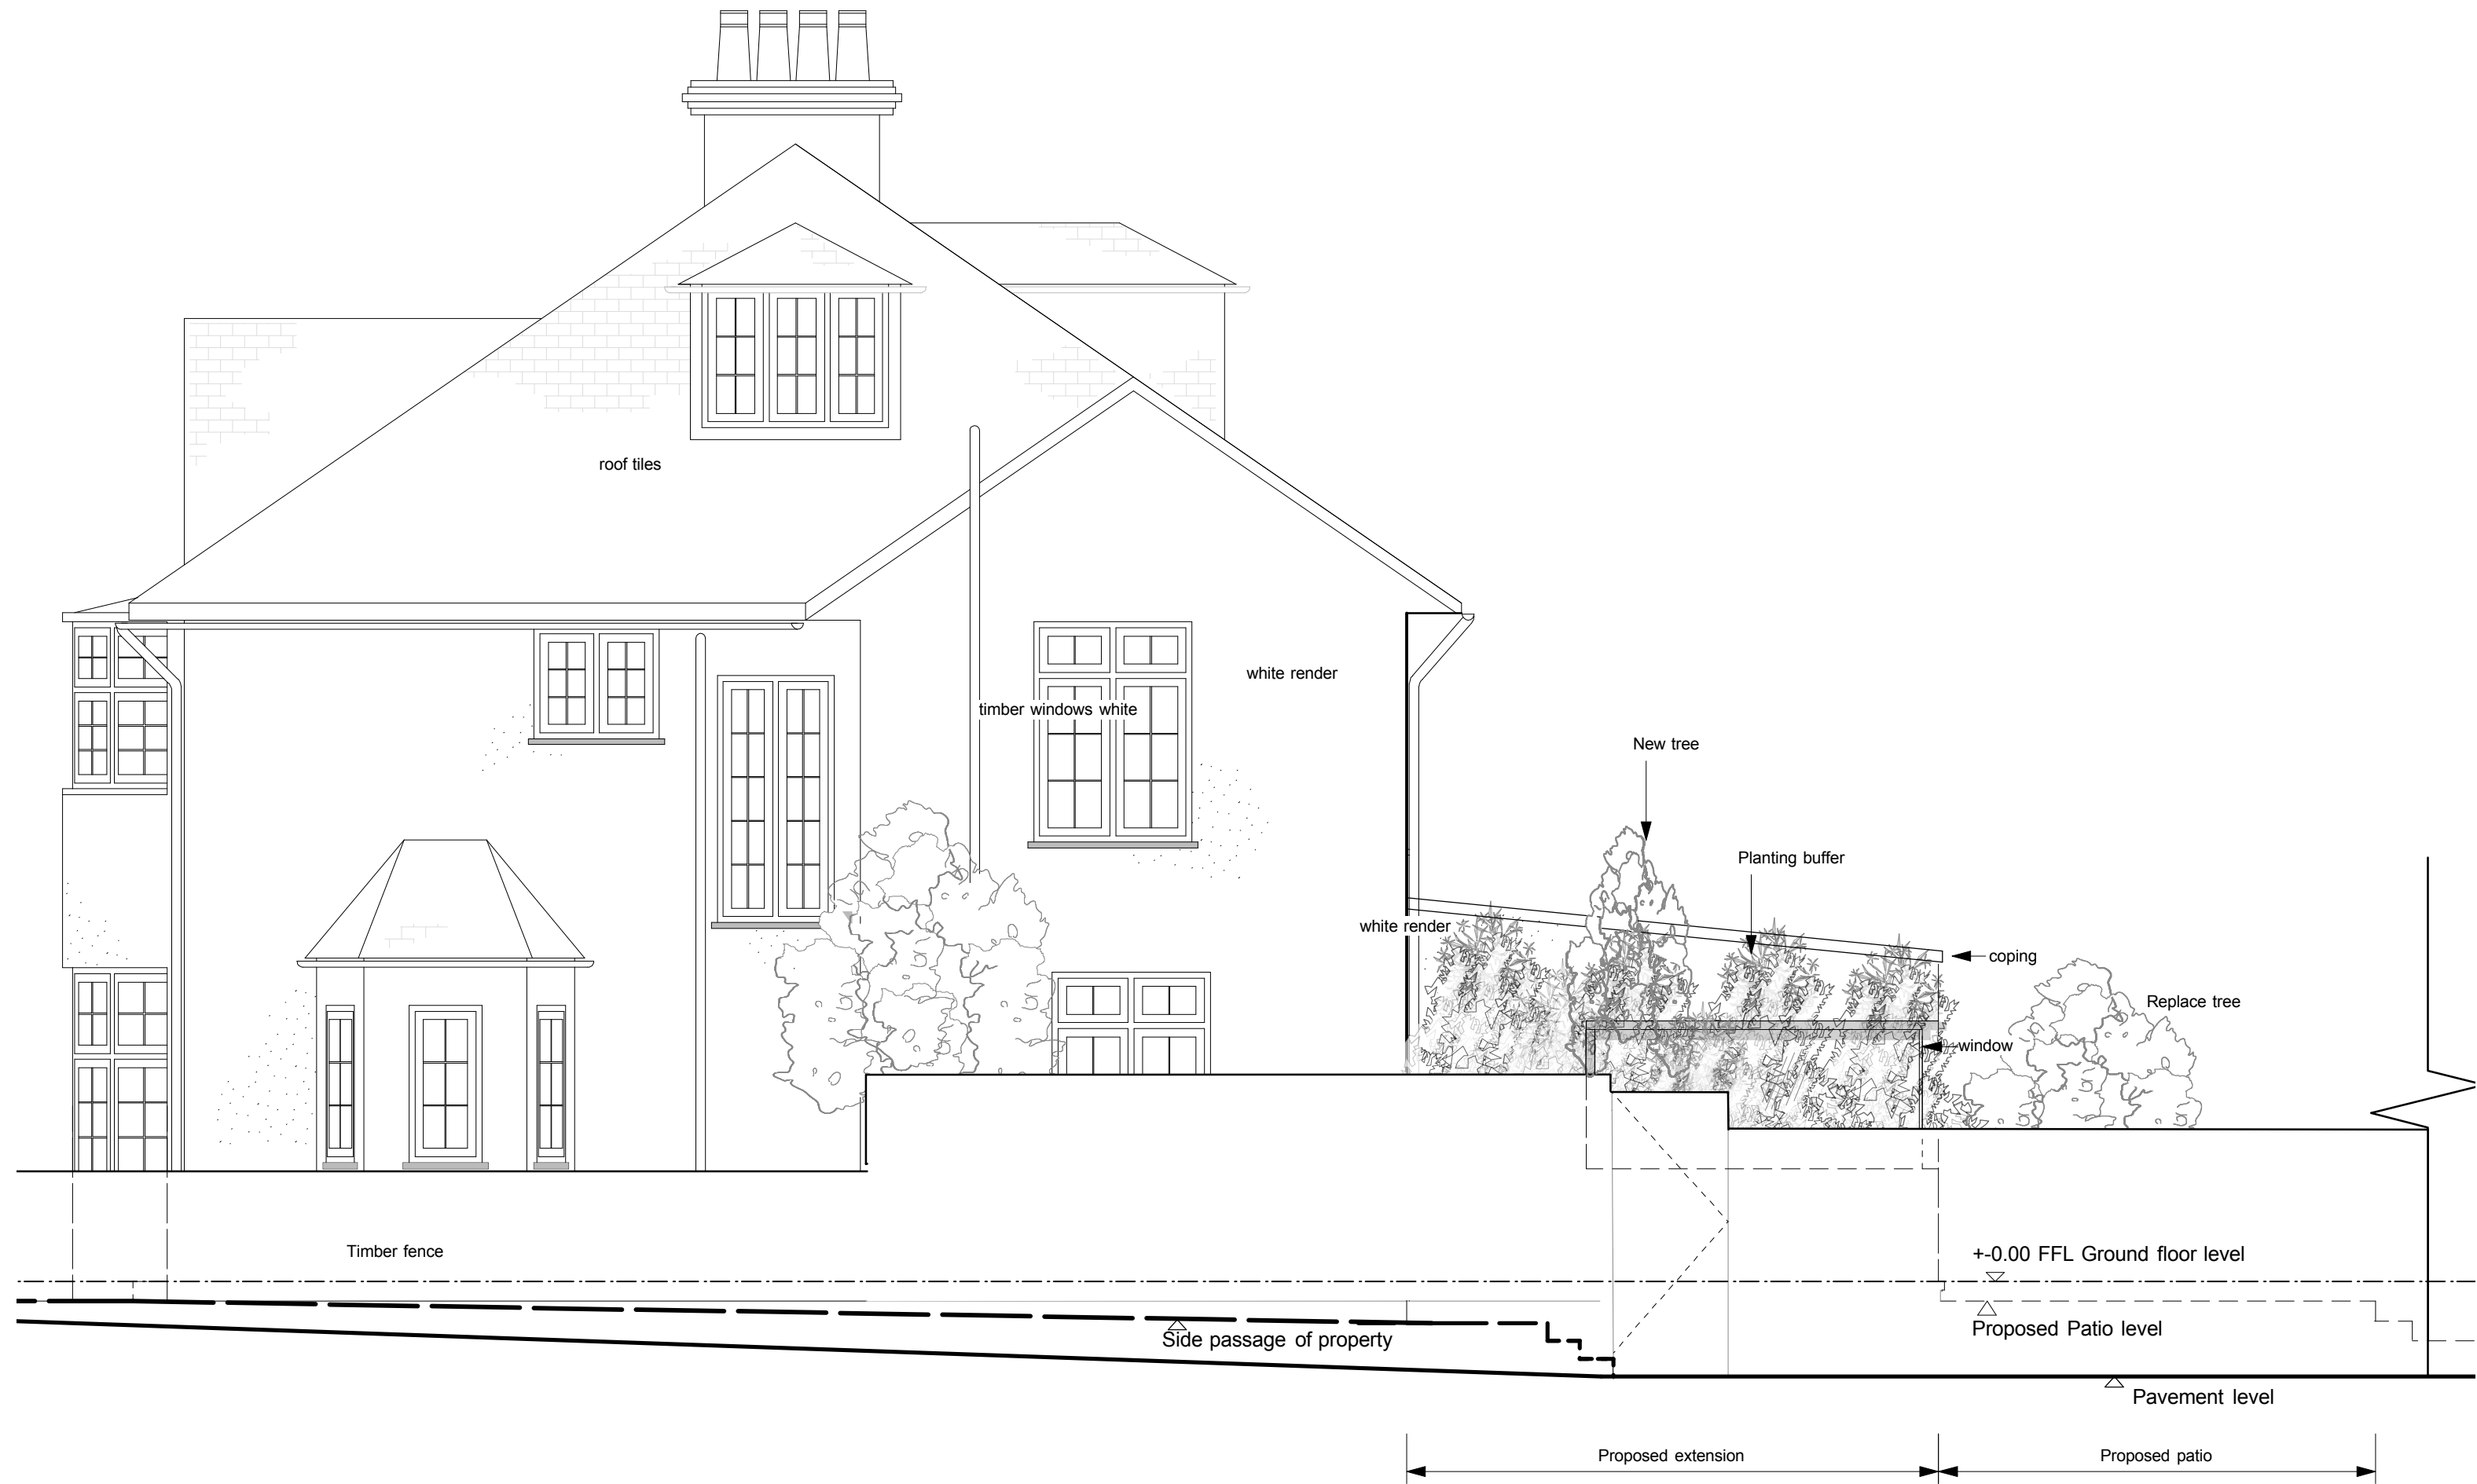 roof tiles
white render
timber windows white
New tree
Planting buffer
white render
coping
Replace tree
window
Timber fence
+-0.00 FFL Ground floor level
Side passage of property
Proposed Patio level
Pavement level
Proposed extension
Proposed patio